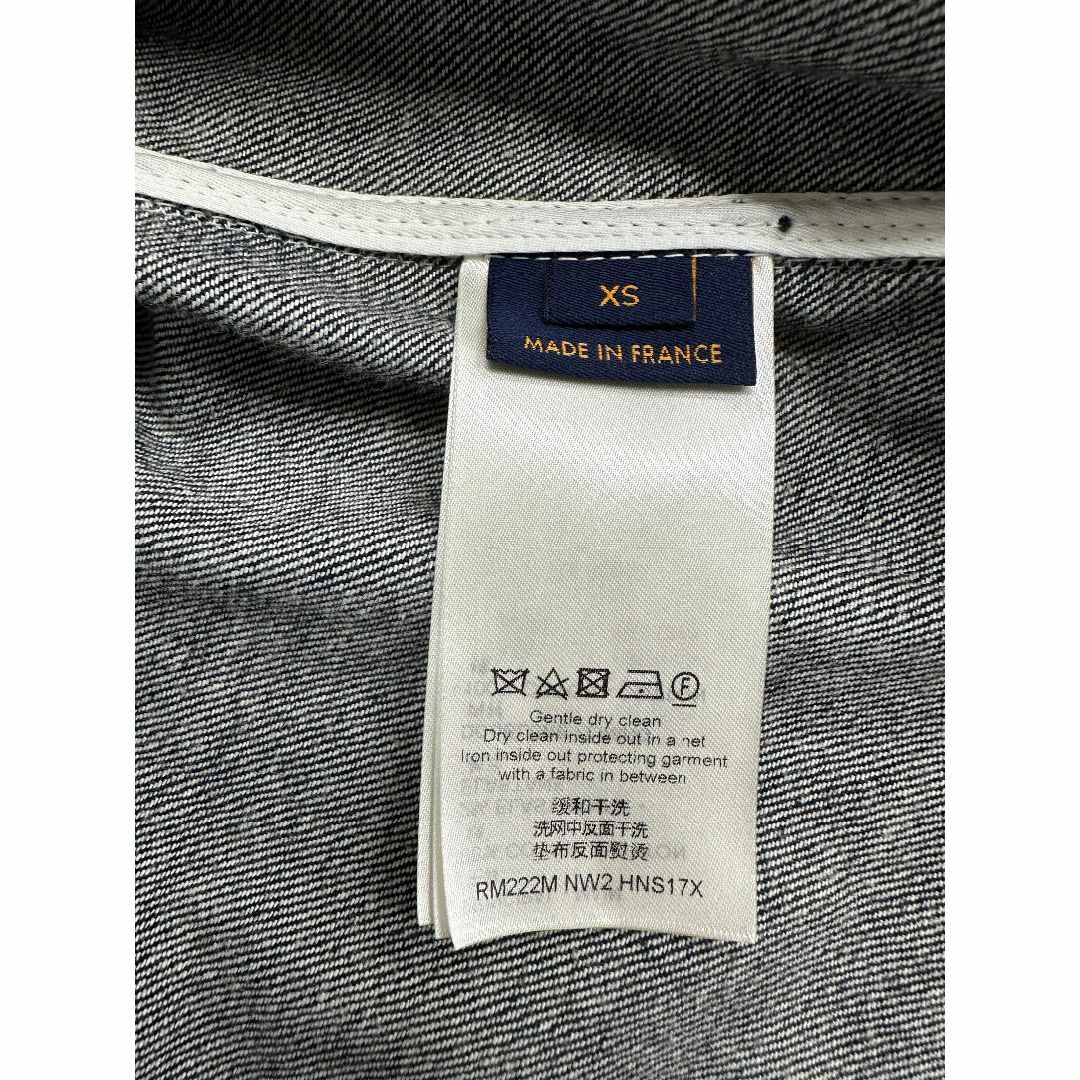 XS
MADE IN FRANCE
F
Gentle dry clean
Dry clean inside out in a net
Iron inside out protecting garment
with a fabric in between
缓和干洗
洗网中反面干洗
垫布反面熨烫
RM222M NW2 HNS17X